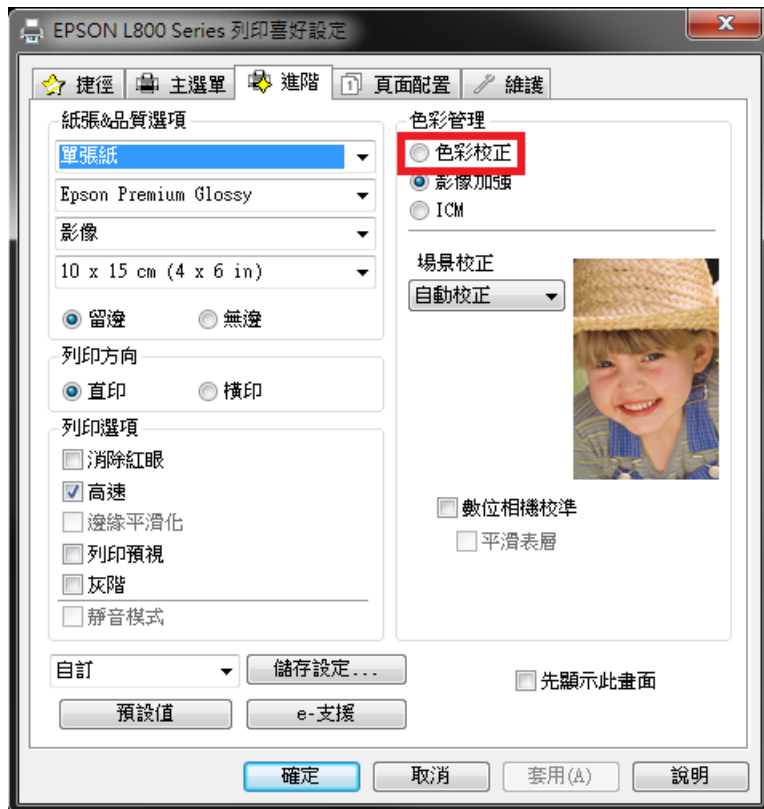 EPSON L800 Series 列印喜好設定
捷徑
主選單
進階
頁面配置
維護
紙張&品質選項
單張紙
Epson Premium Glossy
影像
10 x 15 cm (4 x 6 in)
留邊
無邊
列印方向
直印
橫印
列印選項
消除紅眼
高速
邊緣平滑化
列印預視
灰階
靜音模式
色彩管理
色彩校正
影像加強
ICM
場景校正
自動校正
數位相機校準
平滑表層
自訂
儲存設定...
先顯示此畫面
預設值
e-支援
確定
取消
套用(A)
說明